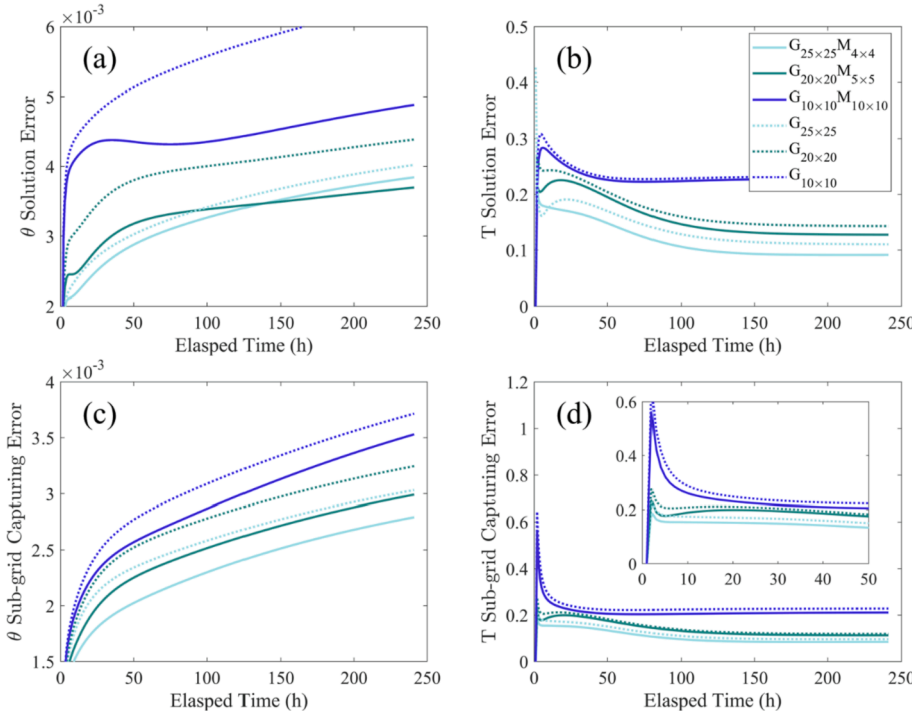 ×10⁻³
6
5
4
3
2
0 50 100 150 200 250
θ Solution Error
Elasped Time (h)
(a)
0.5
0.4
0.3
0.2
0.1
0
0 50 100 150 200 250
T Solution Error
Elasped Time (h)
(b)
G25×25M4×4
G20×20M5×5
G10×10M10×10
G25×25
G20×20
G10×10
×10⁻³
4
3.5
3
2.5
2
1.5
0 50 100 150 200 250
θ Sub-grid Capturing Error
Elasped Time (h)
(c)
1.2
1
0.8
0.6
0.4
0.2
0
0 50 100 150 200 250
T Sub-grid Capturing Error
Elasped Time (h)
(d)
0.6
0.4
0.2
0
0 10 20 30 40 50